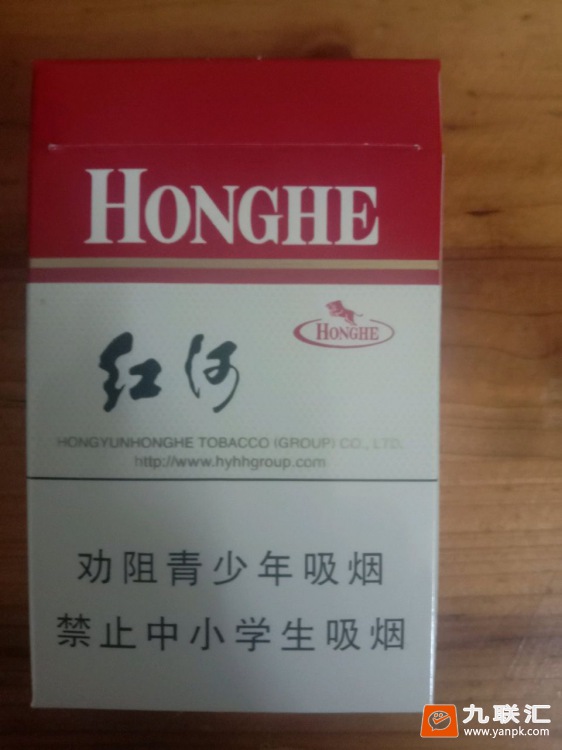 HONGHE
HONGHE
红河
HONGYUNHONGHE TOBACCO (GROUP) CO., LTD.
http://www.hyhhgroup.com
劝阻青少年吸烟
禁止中小学生吸烟
九联汇
www.yanpk.com